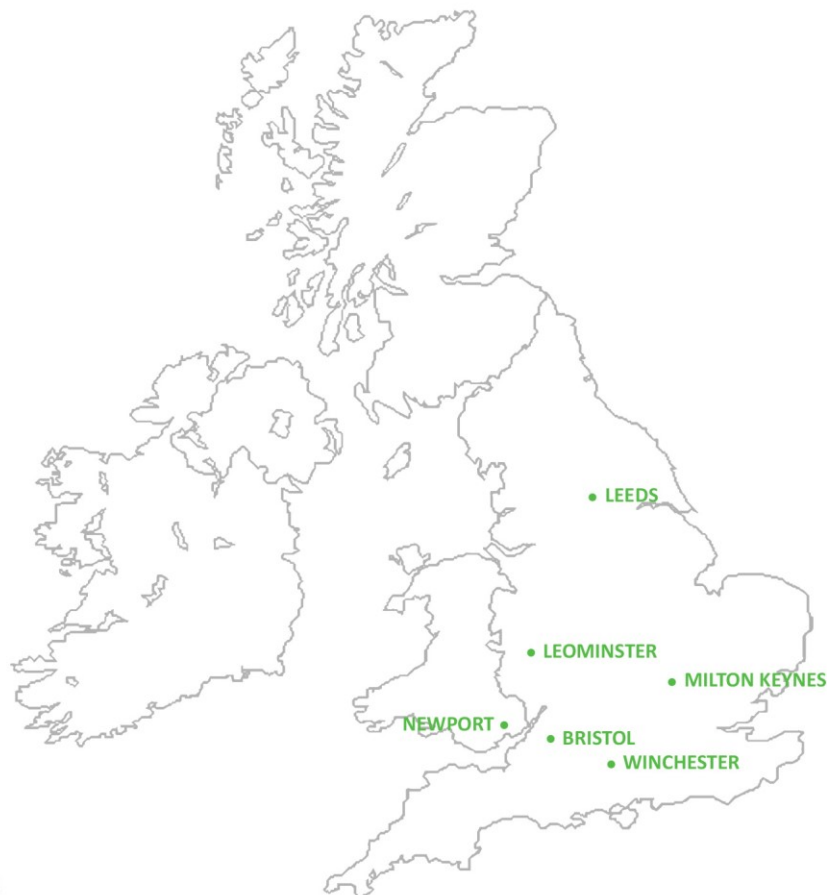 LEEDS
LEOMINSTER
MILTON KEYNES
NEWPORT
BRISTOL
WINCHESTER